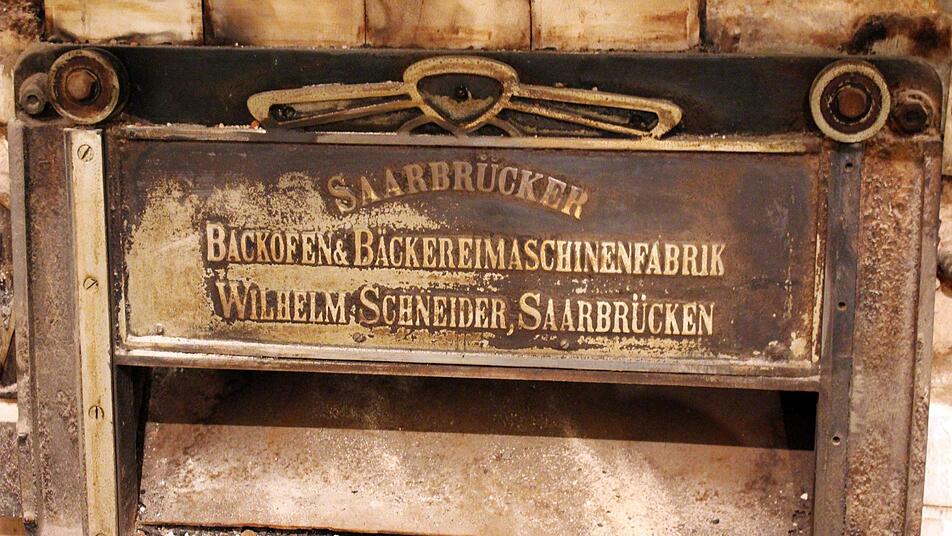 SAARBRÜCKER
BACKOFEN & BÄCKEREIMASCHINENFABRIK
WILHELM SCHNEIDER, SAARBRÜCKEN